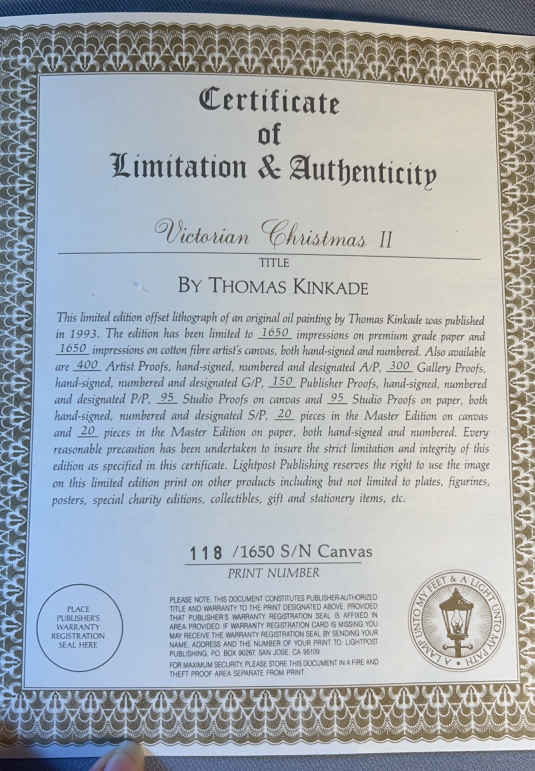 Certificate
of
Limitation & Authenticity
Victorian Christmas II
TITLE
BY THOMAS KINKADE
This limited edition offset lithograph of an original oil painting by Thomas Kinkade was published
in 1993. The edition has been limited to 1650 impressions on premium grade paper and
1650 impressions on cotton fibre artist's canvas, both hand-signed and numbered. Also available
are 400 Artist Proofs, hand-signed, numbered and designated A/P, 300 Gallery Proofs,
hand-signed, numbered and designated G/P, 150 Publisher Proofs, hand-signed, numbered
and designated P/P, 95 Studio Proofs on canvas and 95 Studio Proofs on paper, both
hand-signed, numbered and designated S/P, 20 pieces in the Master Edition on canvas
and 20 pieces in the Master Edition on paper, both hand-signed and numbered. Every
reasonable precaution has been undertaken to insure the strict limitation and integrity of this
edition as specified in this certificate. Lightpost Publishing reserves the right to use the image
on this limited edition print on other products including but not limited to plates, figurines,
posters, special charity editions, collectibles, gift and stationery items, etc.
118 /1650 S/N Canvas
PRINT NUMBER
PLACE
PUBLISHER'S
WARRANTY
REGISTRATION
SEAL HERE
PLEASE NOTE: THIS DOCUMENT CONSTITUTES PUBLISHER-AUTHORIZED
TITLE AND WARRANTY TO THE PRINT DESIGNATED ABOVE, PROVIDED
THAT PUBLISHER'S WARRANTY REGISTRATION SEAL IS AFFIXED IN
AREA PROVIDED. IF WARRANTY REGISTRATION CARD IS MISSING YOU
MAY RECEIVE THE WARRANTY REGISTRATION SEAL BY SENDING YOUR
NAME, ADDRESS AND THE NUMBER OF YOUR PRINT TO: LIGHTPOST
PUBLISHING, P.O. BOX 90267, SAN JOSE, CA 95109.
FOR MAXIMUM SECURITY, PLEASE STORE THIS DOCUMENT IN A FIRE AND
THEFT PROOF AREA SEPARATE FROM PRINT.
A LAMP UNTO MY FEET & A LIGHT UNTO MY PATH